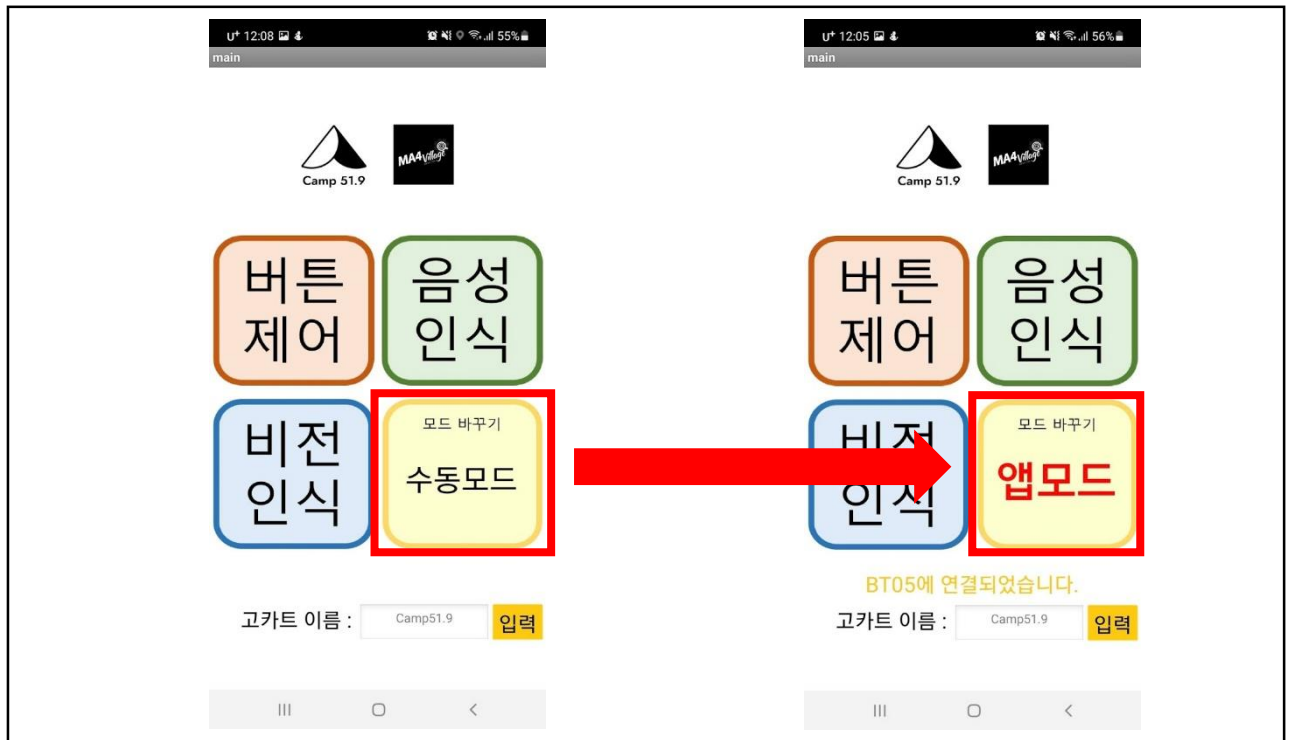 U+ 12:08 55%
main
Camp 51.9
MA4village
버튼
제어
음성
인식
비전
인식
모드 바꾸기
수동모드
고카트 이름 :
Camp51.9
입력
U+ 12:05 56%
main
Camp 51.9
MA4village
버튼
제어
음성
인식
비전
인식
모드 바꾸기
앱모드
BT05에 연결되었습니다.
고카트 이름 :
Camp51.9
입력